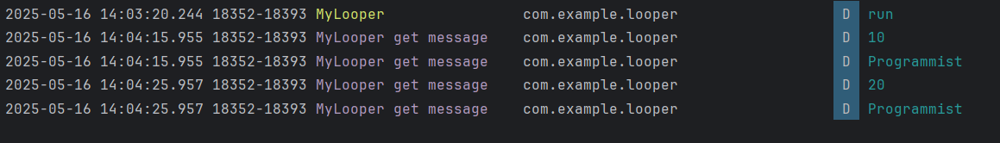 2025-05-16 14:03:20.244 18352-18393 MyLooper com.example.looper D run
2025-05-16 14:04:15.955 18352-18393 MyLooper get message com.example.looper D 10
2025-05-16 14:04:15.955 18352-18393 MyLooper get message com.example.looper D Programmist
2025-05-16 14:04:25.957 18352-18393 MyLooper get message com.example.looper D 20
2025-05-16 14:04:25.957 18352-18393 MyLooper get message com.example.looper D Programmist